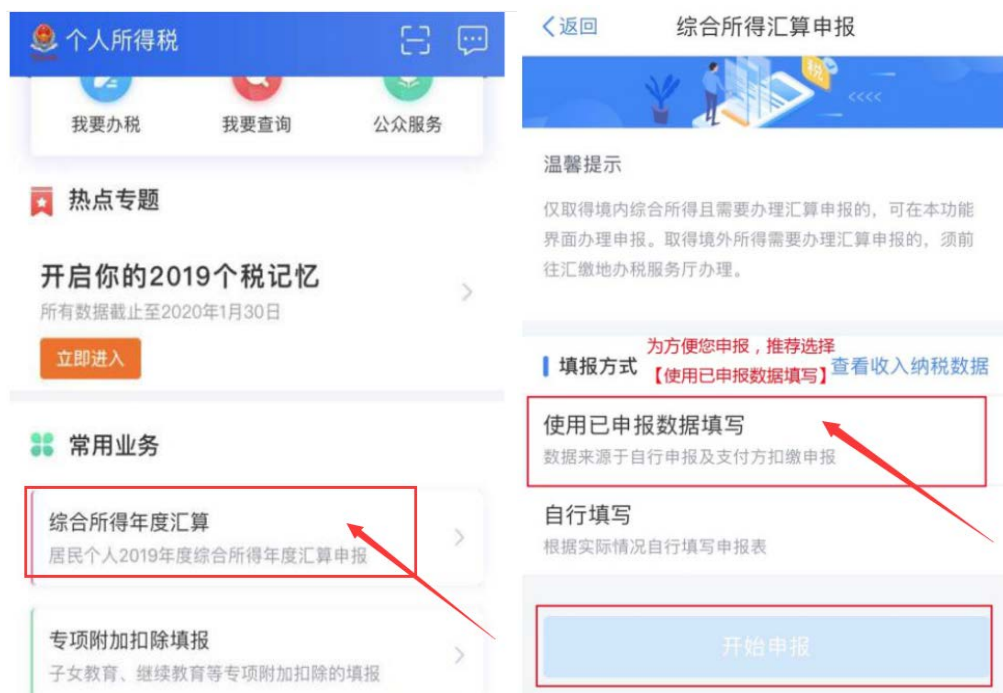 个人所得税
我要办税
我要查询
公众服务
热点专题
开启你的2019个税记忆
所有数据截止至2020年1月30日
立即进入
常用业务
综合所得年度汇算
居民个人2019年度综合所得年度汇算申报
专项附加扣除填报
子女教育、继续教育等专项附加扣除的填报
返回
综合所得汇算申报
税
<<<<
温馨提示
仅取得境内综合所得且需要办理汇算申报的，可在本功能
界面办理申报。取得境外所得需要办理汇算申报的，须前
往汇缴地办税服务厅办理。
为方便您申报，推荐选择
填报方式
【使用已申报数据填写】
查看收入纳税数据
使用已申报数据填写
数据来源于自行申报及支付方扣缴申报
自行填写
根据实际情况自行填写申报表
开始申报